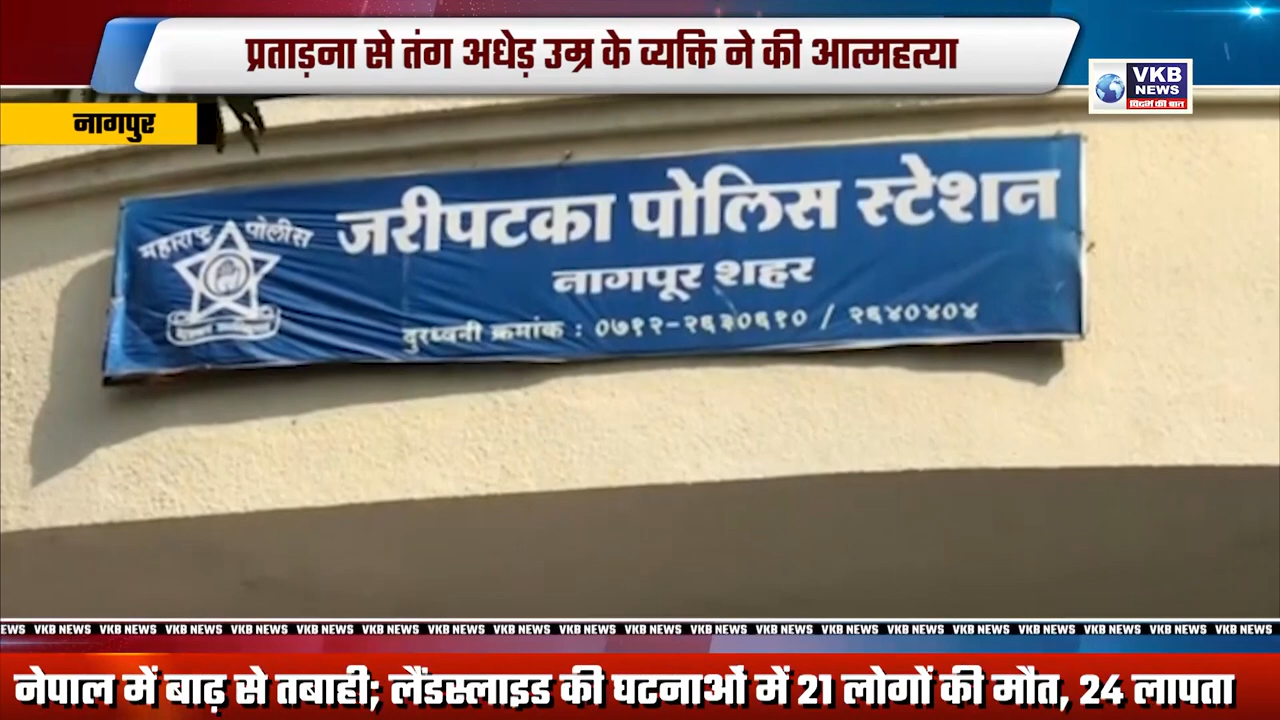 प्रताड़ना से तंग अधेड़ उम्र के व्यक्ति ने की आत्महत्या
VKB
NEWS
विदर्भ की बात
नागपुर
महाराष्ट्र पोलीस
जरीपटका पोलिस स्टेशन
नागपूर शहर
दुरध्वनी क्रमांक : ०७१२-२६३०६१० / २६४०४०४
EWS VKB NEWS VKB NEWS VKB NEWS VKB NEWS VKB NEWS VKB NEWS VKB NEWS VKB NEWS VKB NEWS VKB NEWS VKB NEWS VKB NEWS VKB NEWS VKB NEWS VKB NEWS VKB NEWS VKB NEWS VKB NEWS VKB NEWS
नेपाल में बाढ़ से तबाही; लैंडस्लाइड की घटनाओं में 21 लोगों की मौत, 24 लापता